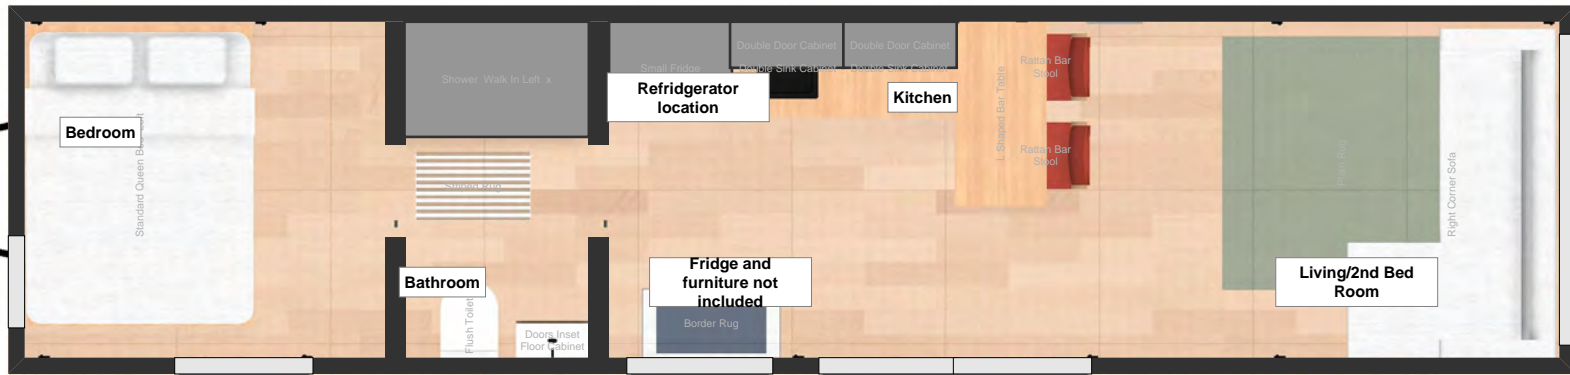 Shower Walk In Left x
Small Fridge
Double Door Cabinet
Double Door Cabinet
Double Sink Cabinet
Double Sink Cabinet
Refridgerator
location
Kitchen
Rattan Bar
Stool
Rattan Bar
Stool
L Shaped Bar Table
Bedroom
Standard Queen Bed
Striped Rug
Plain Rug
Right Corner Sofa
Bathroom
Flush Toilet
Doors Inset
Floor Cabinet
Fridge and
furniture not
included
Border Rug
Living/2nd Bed
Room